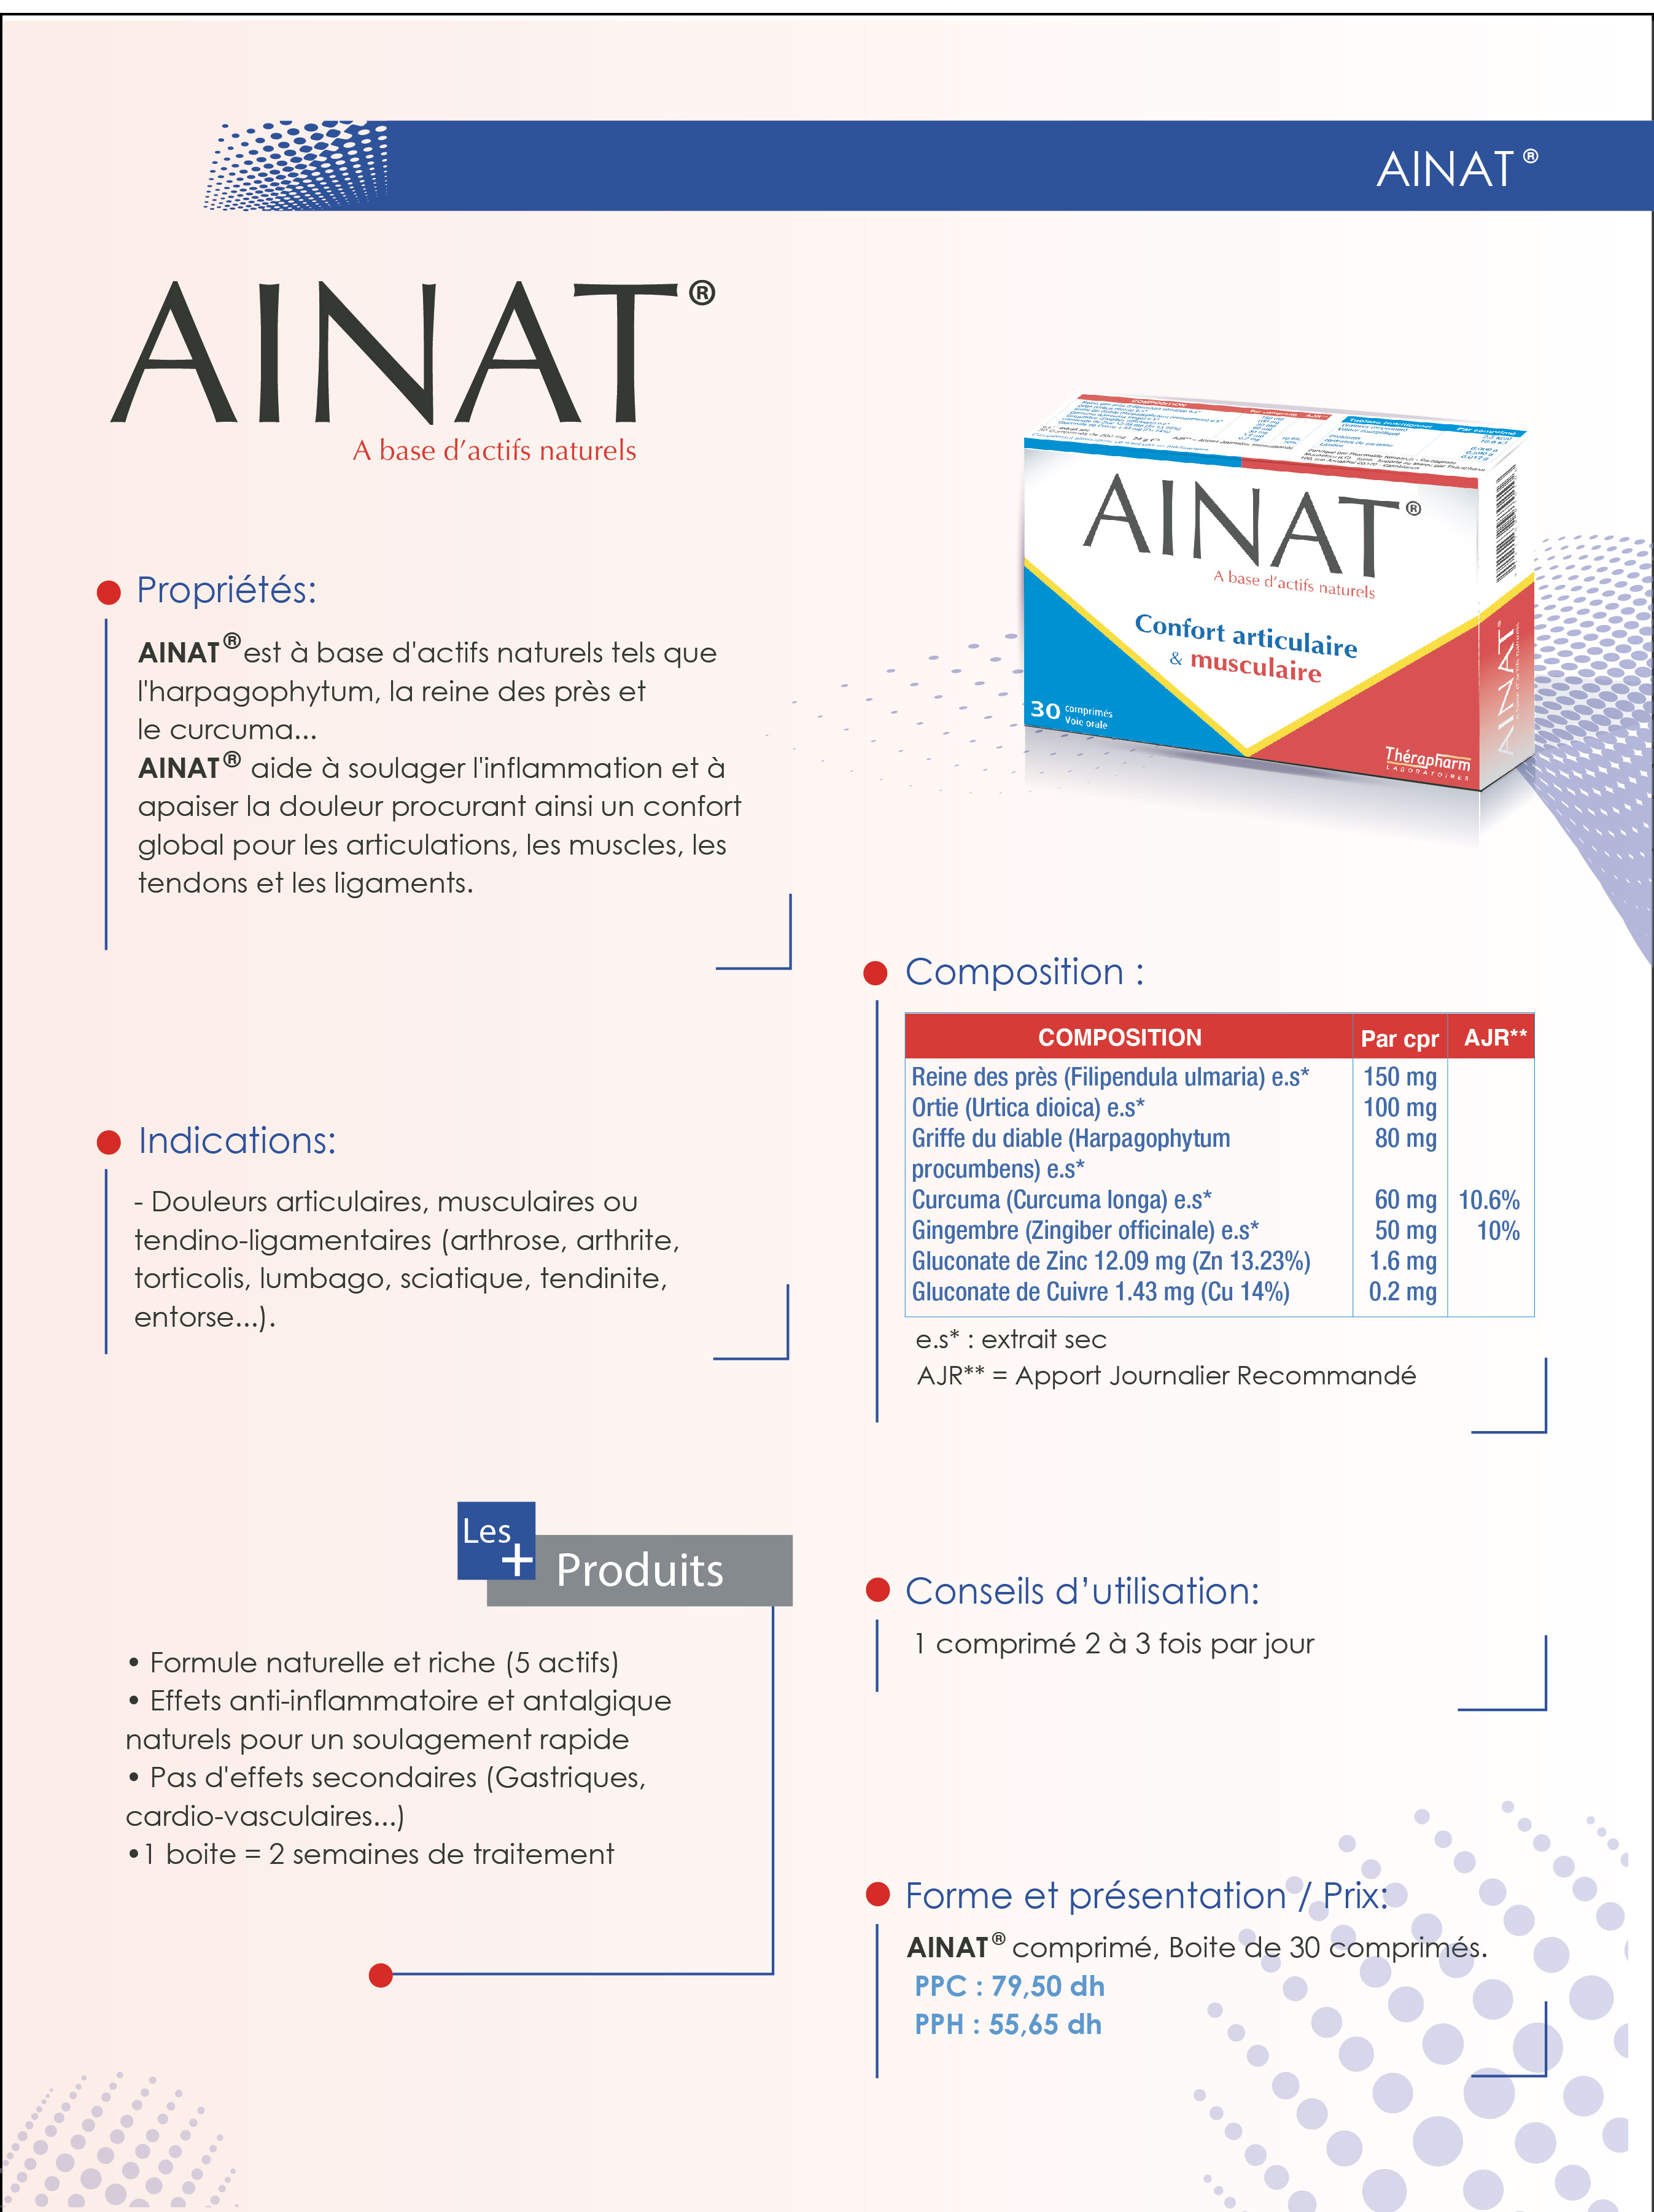 AINAT®
AINAT®
A base d’actifs naturels
Propriétés:
AINAT® est à base d'actifs naturels tels que
l'harpagophytum, la reine des près et
le curcuma...
AINAT® aide à soulager l'inflammation et à
apaiser la douleur procurant ainsi un confort
global pour les articulations, les muscles, les
tendons et les ligaments.
Indications:
- Douleurs articulaires, musculaires ou
tendino-ligamentaires (arthrose, arthrite,
torticolis, lumbago, sciatique, tendinite,
entorse...).
Les +
Produits
• Formule naturelle et riche (5 actifs)
• Effets anti-inflammatoire et antalgique
naturels pour un soulagement rapide
• Pas d'effets secondaires (Gastriques,
cardio-vasculaires...)
•1 boite = 2 semaines de traitement
COMPOSITION
AINAT®
A base d’actifs naturels
Confort articulaire
& musculaire
30 comprimés
Voie orale
Thérapharm
LABORATOIRES
AINAT®
Composition :
COMPOSITION Par cpr AJR**
Reine des près (Filipendula ulmaria) e.s* 150 mg
Ortie (Urtica dioica) e.s* 100 mg
Griffe du diable (Harpagophytum 80 mg
procumbens) e.s*
Curcuma (Curcuma longa) e.s* 60 mg 10.6%
Gingembre (Zingiber officinale) e.s* 50 mg 10%
Gluconate de Zinc 12.09 mg (Zn 13.23%) 1.6 mg
Gluconate de Cuivre 1.43 mg (Cu 14%) 0.2 mg
e.s* : extrait sec
AJR** = Apport Journalier Recommandé
Conseils d’utilisation:
1 comprimé 2 à 3 fois par jour
Forme et présentation / Prix:
AINAT® comprimé, Boite de 30 comprimés.
PPC : 79,50 dh
PPH : 55,65 dh